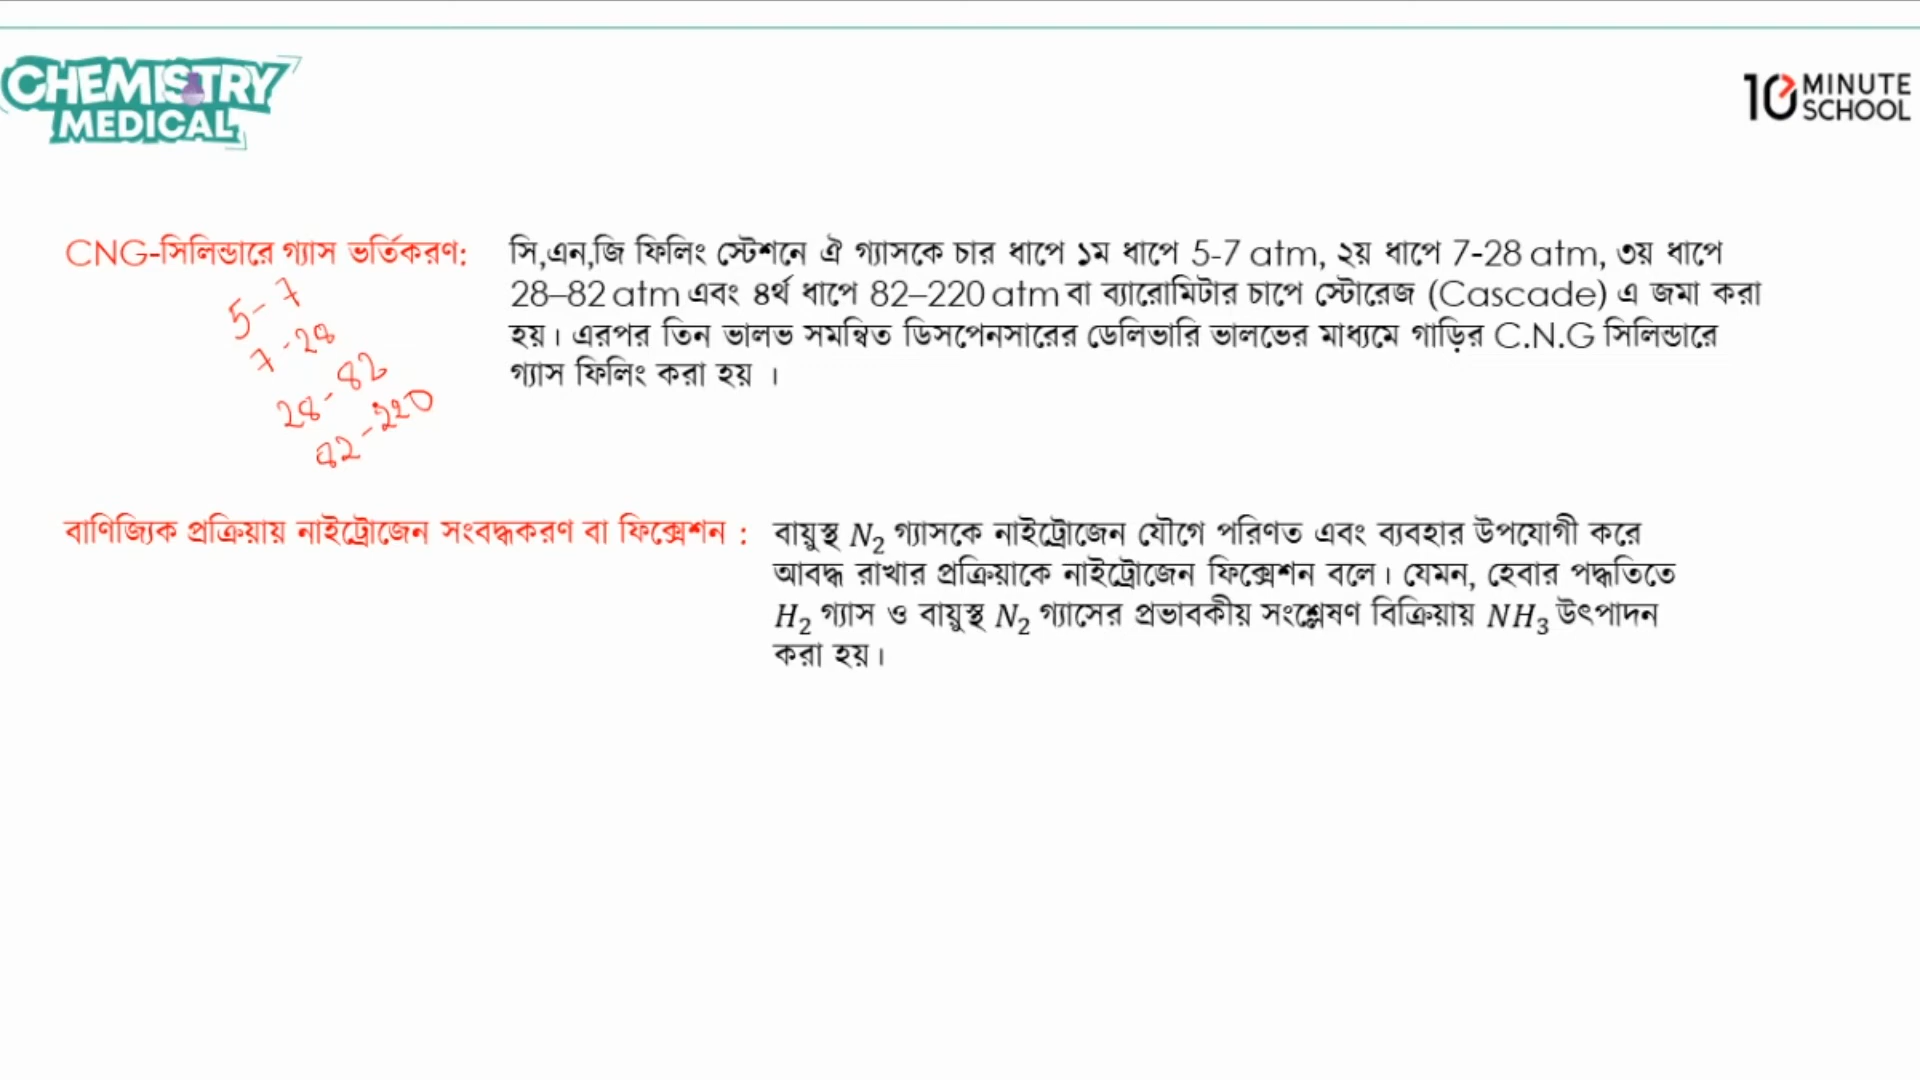 CHEMISTRY
MEDICAL
10 MINUTE
SCHOOL
CNG-সিলিন্ডারে গ্যাস ভর্তিকরণ: সি,এন,জি ফিলিং স্টেশনে ঐ গ্যাসকে চার ধাপে ১ম ধাপে 5-7 atm, ২য় ধাপে 7-28 atm, ৩য় ধাপে
28–82 atm এবং ৪র্থ ধাপে 82–220 atm বা ব্যারোমিটার চাপে স্টোরেজ (Cascade) এ জমা করা
হয়। এরপর তিন ভালভ সমন্বিত ডিসপেনসারের ডেলিভারি ভালভের মাধ্যমে গাড়ির C.N.G সিলিন্ডারে
গ্যাস ফিলিং করা হয় ।
5-7
7-28
28-82
82-220
বাণিজ্যিক প্রক্রিয়ায় নাইট্রোজেন সংবদ্ধকরণ বা ফিক্সেশন : বায়ুস্থ N₂ গ্যাসকে নাইট্রোজেন যৌগে পরিণত এবং ব্যবহার উপযোগী করে
আবদ্ধ রাখার প্রক্রিয়াকে নাইট্রোজেন ফিক্সেশন বলে। যেমন, হেবার পদ্ধতিতে
H₂ গ্যাস ও বায়ুস্থ N₂ গ্যাসের প্রভাবকীয় সংশ্লেষণ বিক্রিয়ায় NH₃ উৎপাদন
করা হয়।